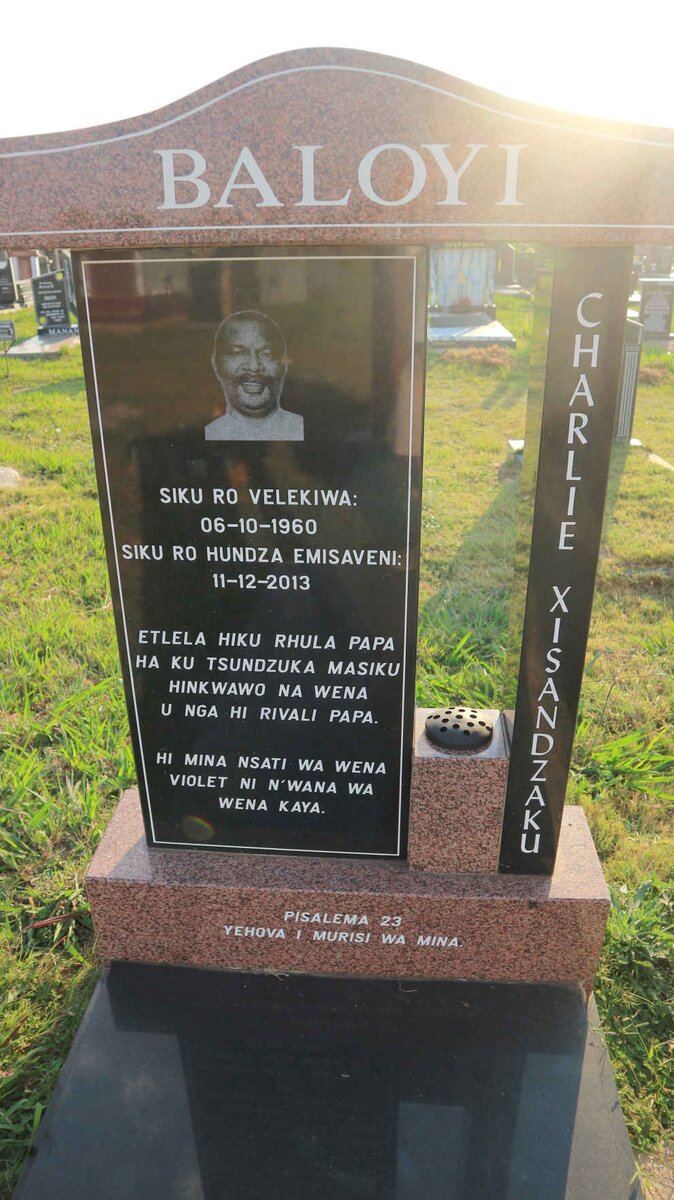 BALOYI
CHARLIE XISANDZAKU
SIKU RO VELEKIWA:
06-10-1960
SIKU RO HUNDZA EMISAVENI:
11-12-2013
ETLELA HIKU RHULA PAPA
HA KU TSUNDZUKA MASIKU
HINKWAWO NA WENA
U NGA HI RIVALI PAPA.
HI MINA NSATI WA WENA
VIOLET NI N'WANA WA
WENA KAYA.
PISALEMA 23
YEHOVA I MURISI WA MINA.